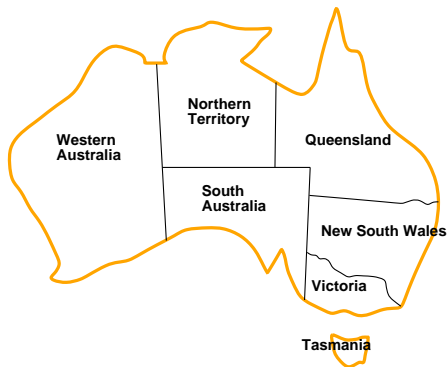 Northern
Territory
Western
Australia
Queensland
South
Australia
New South Wales
Victoria
Tasmania